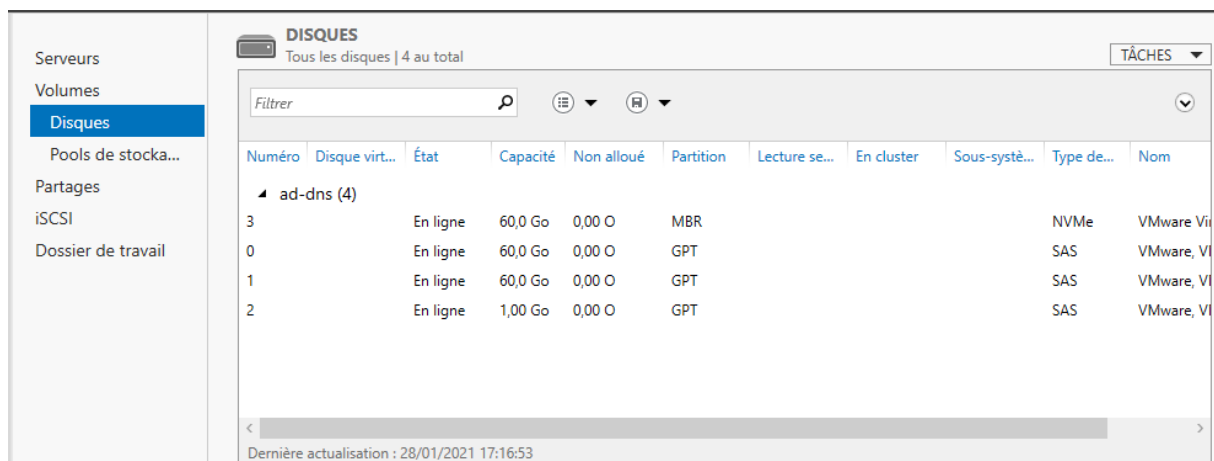 DISQUES
Tous les disques | 4 au total
TÂCHES
Serveurs
Volumes
Disques
Pools de stocka...
Partages
iSCSI
Dossier de travail
Filtrer
Numéro Disque virt... État Capacité Non alloué Partition Lecture se... En cluster Sous-systè... Type de... Nom
ad-dns (4)
3 En ligne 60,0 Go 0,00 O MBR NVMe VMware Vi
0 En ligne 60,0 Go 0,00 O GPT SAS VMware, VI
1 En ligne 60,0 Go 0,00 O GPT SAS VMware, VI
2 En ligne 1,00 Go 0,00 O GPT SAS VMware, VI
Dernière actualisation : 28/01/2021 17:16:53